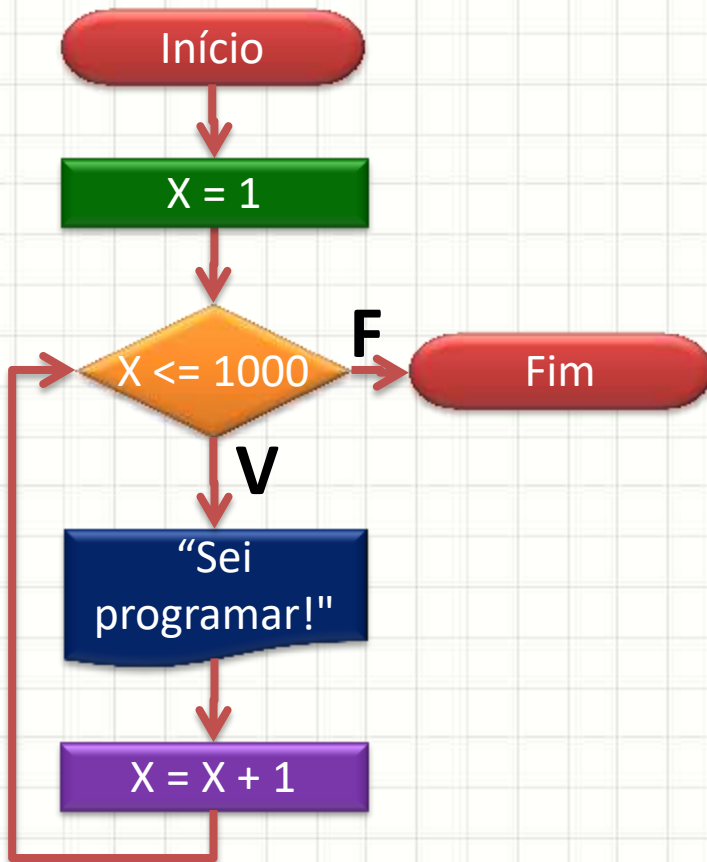 Início
X = 1
X <= 1000
F
Fim
V
“Sei
programar!"
X = X + 1